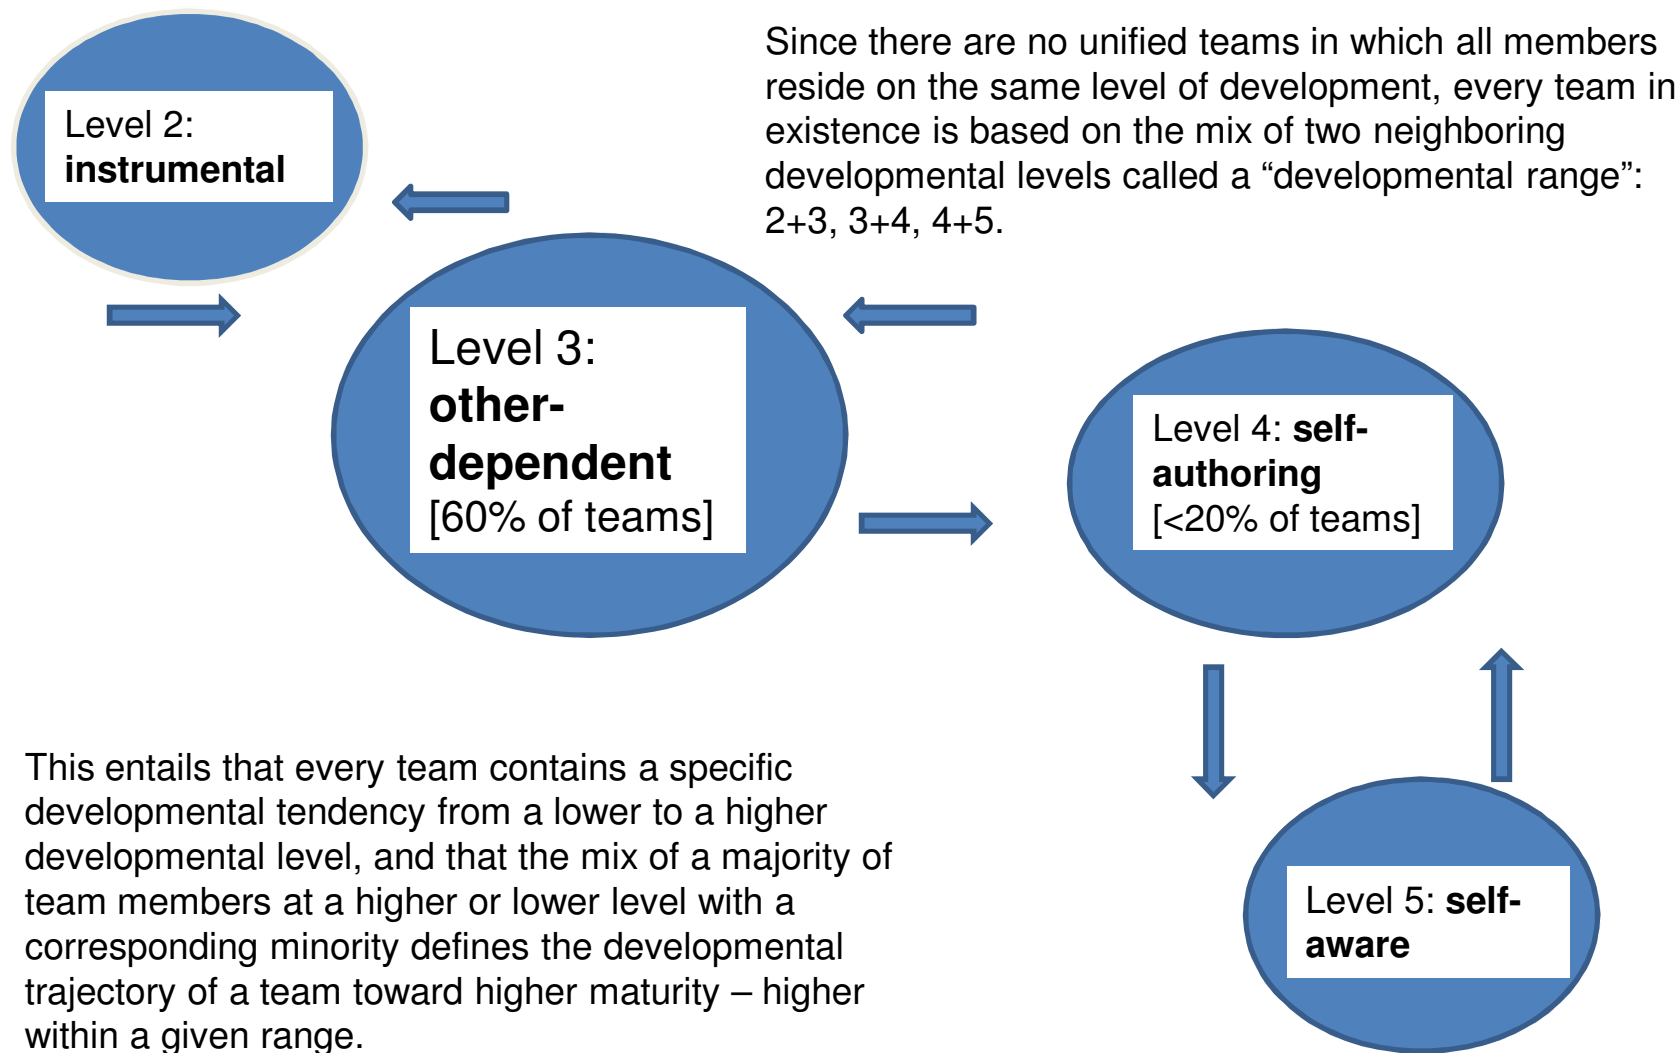 Since there are no unified teams in which all members
reside on the same level of development, every team in
existence is based on the mix of two neighboring
developmental levels called a “developmental range”:
2+3, 3+4, 4+5.
Level 2:
instrumental
Level 3:
other-
dependent
[60% of teams]
Level 4: self-
authoring
[<20% of teams]
This entails that every team contains a specific
developmental tendency from a lower to a higher
developmental level, and that the mix of a majority of
team members at a higher or lower level with a
corresponding minority defines the developmental
trajectory of a team toward higher maturity – higher
within a given range.
Level 5: self-
aware